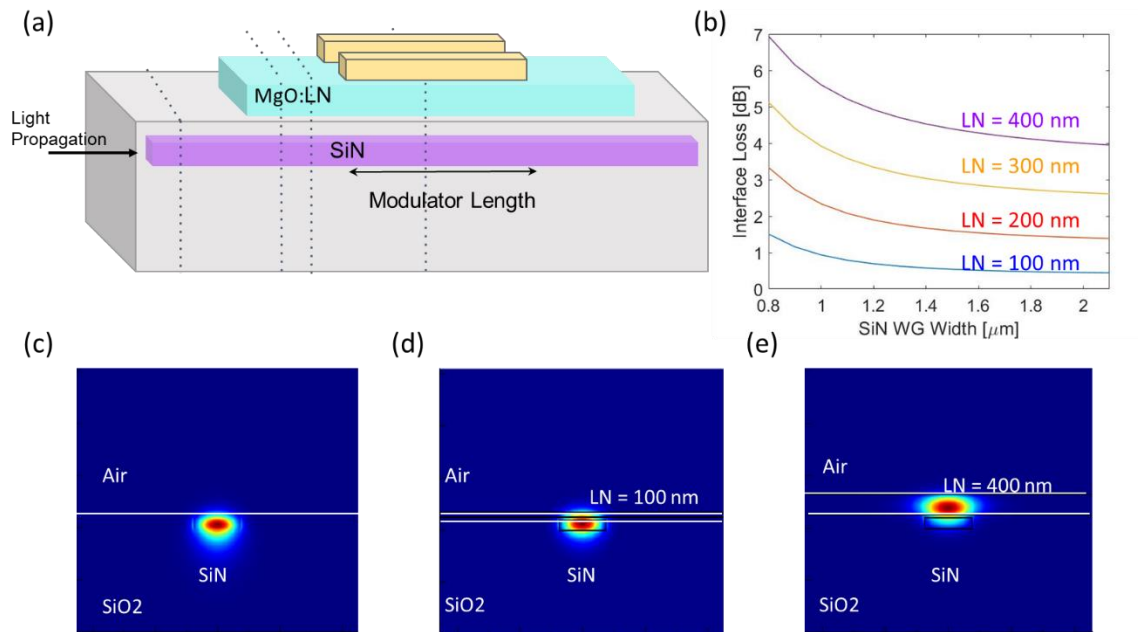 (a)
MgO:LN
Light
Propagation
SiN
Modulator Length
(b)
Interface Loss [dB]
7
6
5
4
3
2
1
0
LN = 400 nm
LN = 300 nm
LN = 200 nm
LN = 100 nm
0.8 1 1.2 1.4 1.6 1.8 2
SiN WG Width [μm]
(c)
Air
SiN
SiO2
(d)
Air
LN = 100 nm
SiN
SiO2
(e)
Air
LN = 400 nm
SiN
SiO2